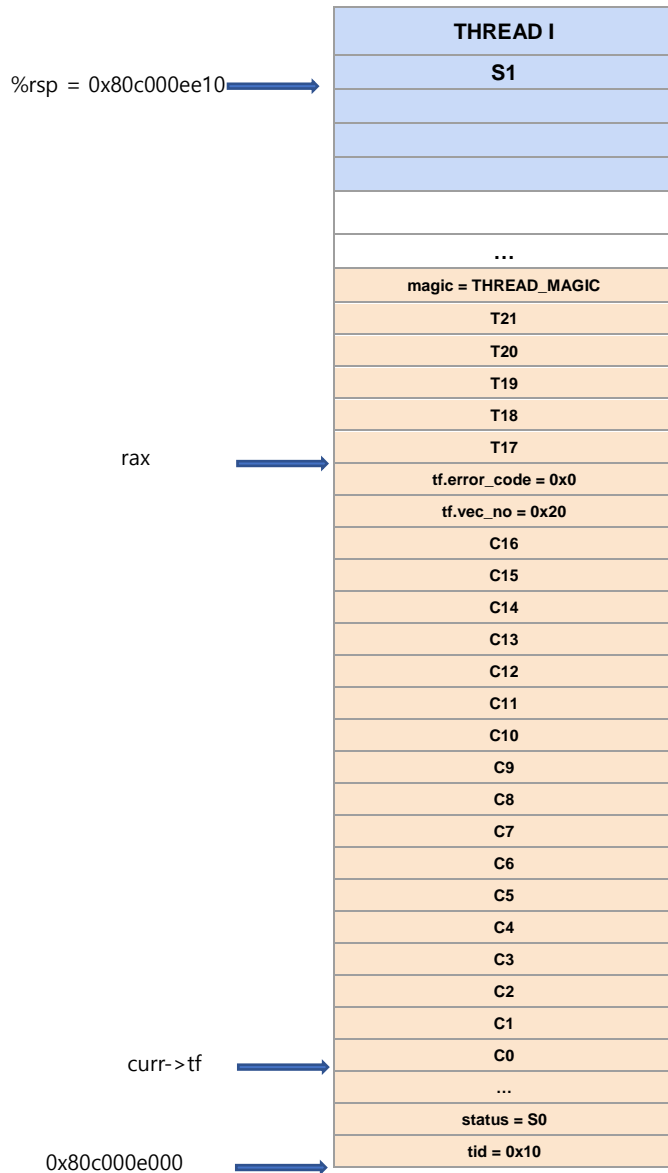 THREAD I
S1
%rsp = 0x80c000ee10
...
magic = THREAD_MAGIC
T21
T20
T19
T18
T17
rax
tf.error_code = 0x0
tf.vec_no = 0x20
C16
C15
C14
C13
C12
C11
C10
C9
C8
C7
C6
C5
C4
C3
C2
C1
C0
curr->tf
...
status = S0
tid = 0x10
0x80c000e000